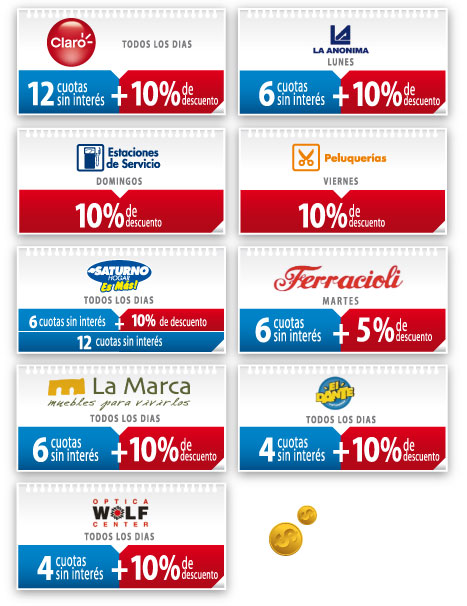 Claro
TODOS LOS DIAS
12 cuotas sin interés + 10% de descuento
LA ANONIMA
LUNES
6 cuotas sin interés + 10% de descuento
Estaciones
de Servicio
DOMINGOS
10% de descuento
Peluquerías
VIERNES
10% de descuento
SATURNO
HOGAR
Es Más!
TODOS LOS DIAS
6 cuotas sin interés + 10% de descuento
12 cuotas sin interés
Ferracioli
MARTES
6 cuotas sin interés + 5% de descuento
La Marca
muebles para vivirlos
TODOS LOS DIAS
6 cuotas sin interés + 10% de descuento
El
DANTE
TODOS LOS DIAS
4 cuotas sin interés + 10% de descuento
OPTICA
WOLF
CENTER
TODOS LOS DIAS
4 cuotas sin interés + 10% de descuento